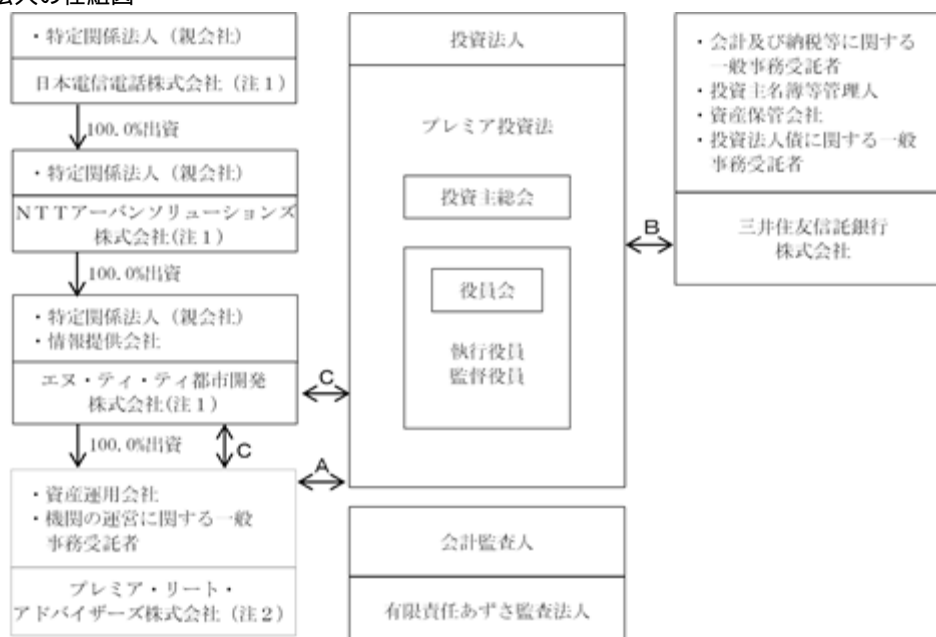 ・特定関係法人（親会社）
日本電信電話株式会社（注１）
100.0%出資
・特定関係法人（親会社）
ＮＴＴアーバンソリューションズ
株式会社(注１)
100.0%出資
・特定関係法人（親会社）
・情報提供会社
エヌ・ティ・ティ都市開発
株式会社(注１)
100.0%出資
C
C
A
・資産運用会社
・機関の運営に関する一般
事務受託者
プレミア・リート・
アドバイザーズ株式会社（注２）
投資法人
プレミア投資法
投資主総会
役員会
執行役員
監督役員
B
会計監査人
有限責任あずさ監査法人
・会計及び納税等に関する
一般事務受託者
・投資主名簿等管理人
・資産保管会社
・投資法人債に関する一般
事務受託者
三井住友信託銀行
株式会社